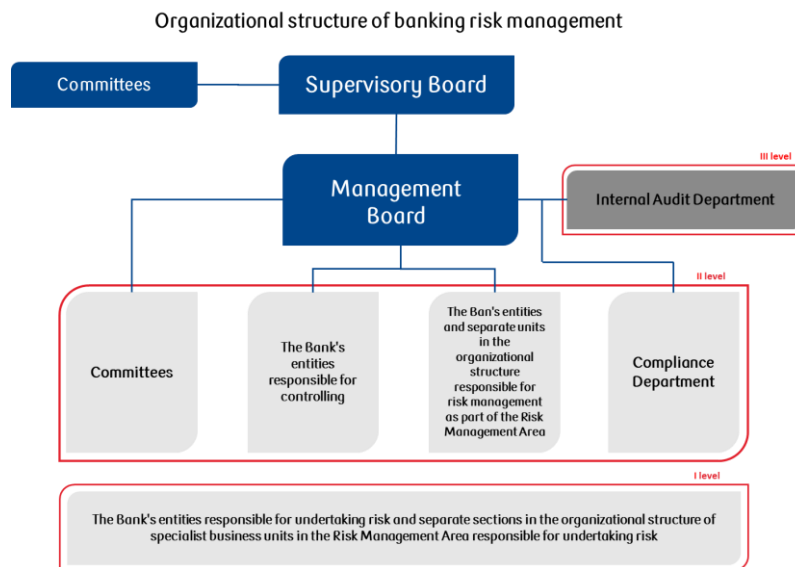 Organizational structure of banking risk management
Committees
Supervisory Board
III level
Management
Board
Internal Audit Department
II level
Committees
The Bank's
entities
responsible for
controlling
The Ban's entities
and separate units
in the
organizational
structure
responsible for
risk management
as part of the Risk
Management Area
Compliance
Department
I level
The Bank's entities responsible for undertaking risk and separate sections in the organizational structure of
specialist business units in the Risk Management Area responsible for undertaking risk